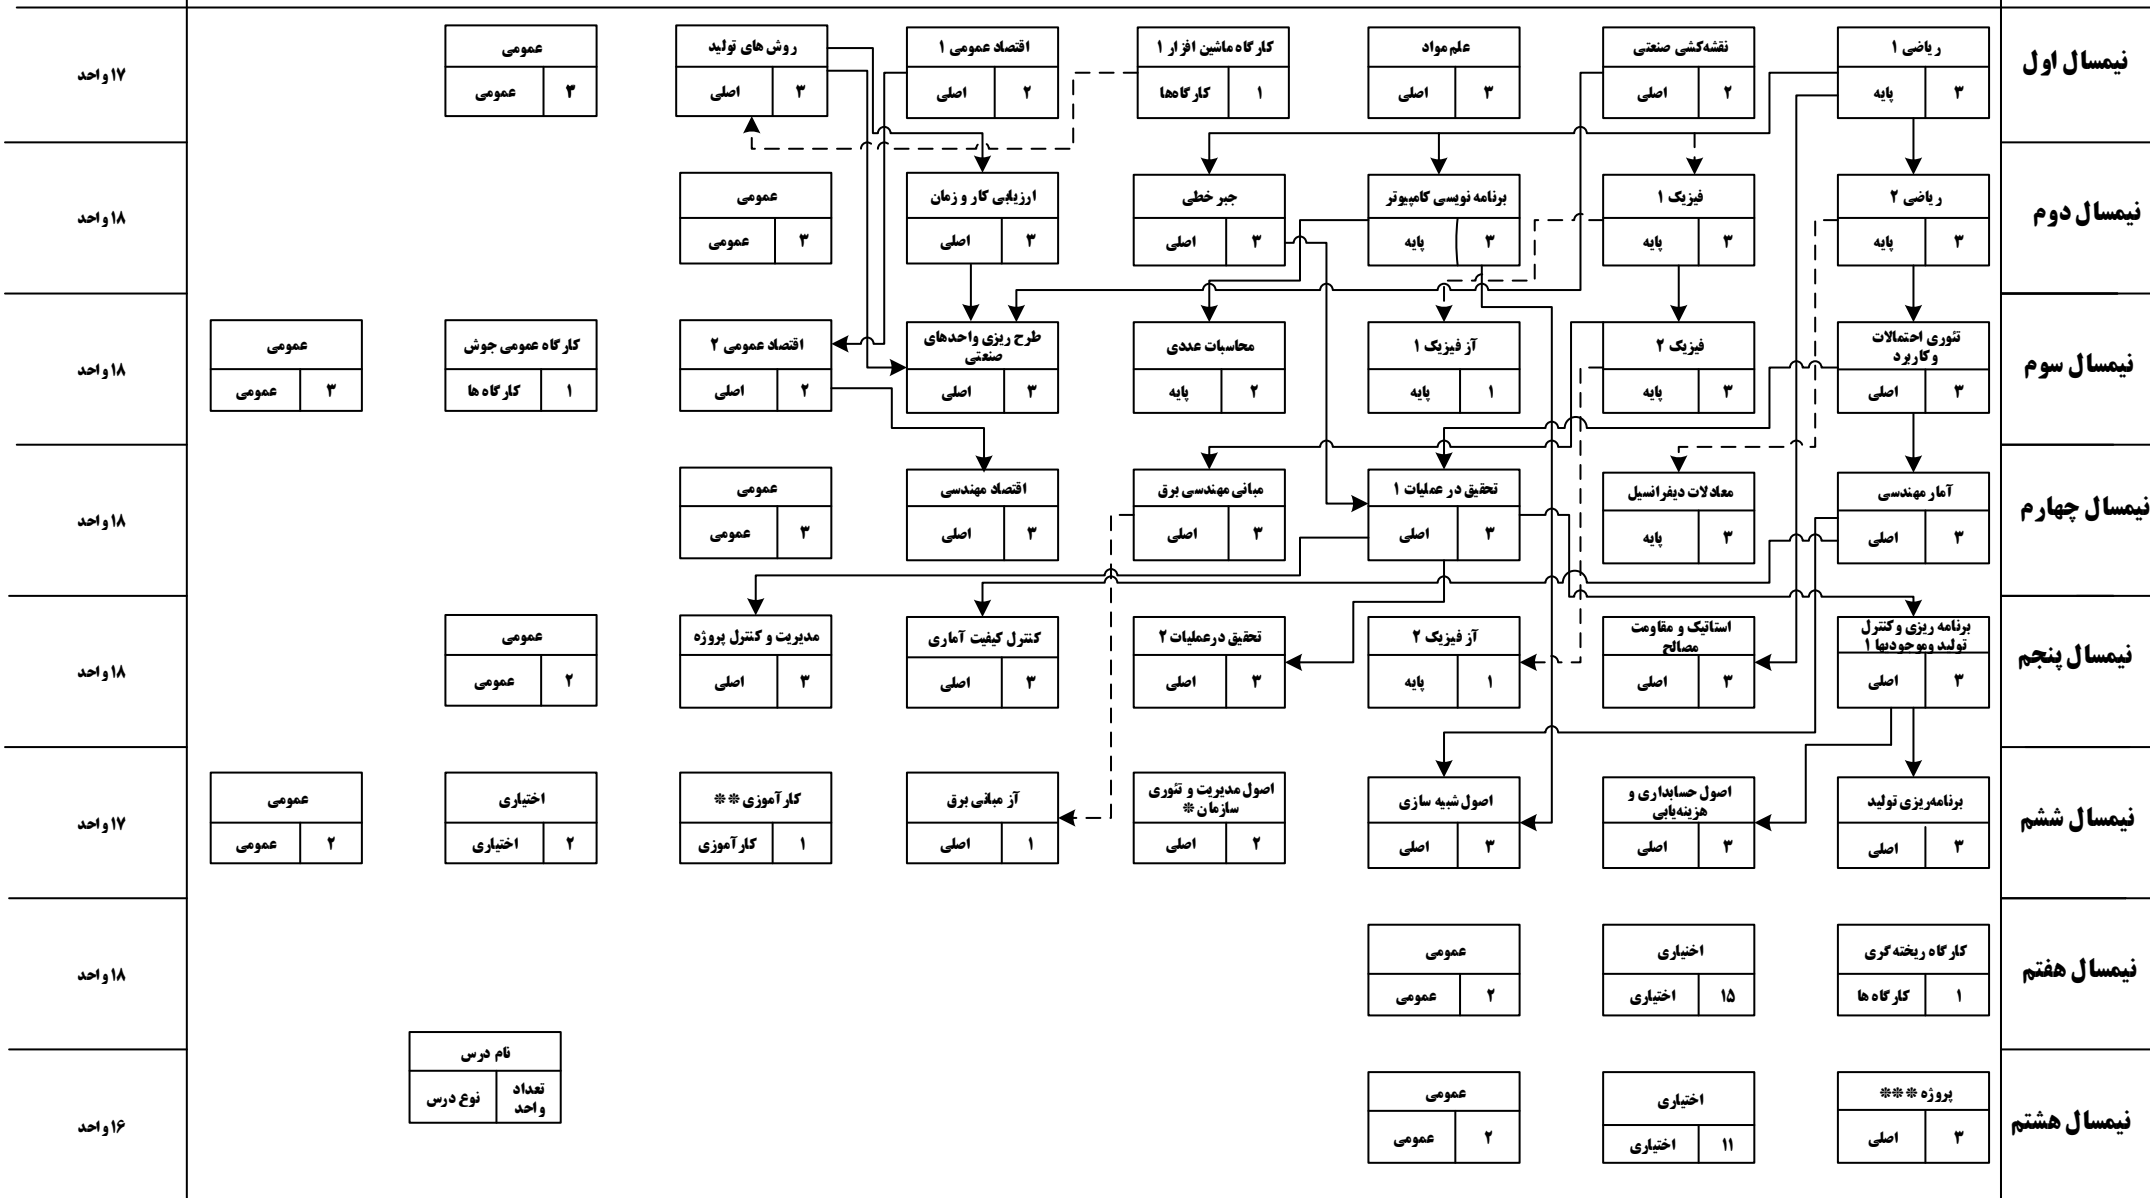 نیمسال اول
ریاضی ۱
۳
پایه
نقشه‌کشی صنعتی
۲
اصلی
علم مواد
۳
اصلی
کارگاه ماشین افزار ۱
۱
کارگاه‌ها
اقتصاد عمومی ۱
۲
اصلی
روش های تولید
۳
اصلی
عمومی
۳
عمومی
۱۷ واحد
نیمسال دوم
ریاضی ۲
۳
پایه
فیزیک ۱
۳
پایه
برنامه نویسی کامپیوتر
۳
پایه
جبر خطی
۳
اصلی
ارزیابی کار و زمان
۳
اصلی
عمومی
۳
عمومی
۱۸ واحد
نیمسال سوم
تئوری احتمالات
وکاربرد
۳
اصلی
فیزیک ۲
۳
پایه
آز فیزیک ۱
۱
پایه
محاسبات عددی
۲
پایه
طرح ریزی واحدهای
صنعتی
۳
اصلی
اقتصاد عمومی ۲
۲
اصلی
کارگاه عمومی جوش
۱
کارگاه ها
عمومی
۳
عمومی
۱۸ واحد
نیمسال چهارم
آمار مهندسی
۳
اصلی
معادلات دیفرانسیل
۳
پایه
تحقیق در عملیات ۱
۳
اصلی
مبانی مهندسی برق
۳
اصلی
اقتصاد مهندسی
۳
اصلی
عمومی
۳
عمومی
۱۸ واحد
نیمسال پنجم
برنامه ریزی وکنترل
تولید وموجودیها ۱
۳
اصلی
استاتیک و مقاومت
مصالح
۳
اصلی
آز فیزیک ۲
۱
پایه
تحقیق درعملیات ۲
۳
اصلی
کنترل کیفیت آماری
۳
اصلی
مدیریت و کنترل پروژه
۳
اصلی
عمومی
۲
عمومی
۱۸ واحد
نیمسال ششم
برنامه‌ریزی تولید
۳
اصلی
اصول حسابداری و
هزینه‌یابی
۳
اصلی
اصول شبیه سازی
۳
اصلی
اصول مدیریت و تئوری
سازمان*
۲
اصلی
آز مبانی برق
۱
اصلی
کارآموزی **
۱
کارآموزی
اختیاری
۲
اختیاری
عمومی
۲
عمومی
۱۷ واحد
نیمسال هفتم
کارگاه ریخته گری
۱
کارگاه ها
اختیاری
۱۵
اختیاری
عمومی
۲
عمومی
۱۸ واحد
نیمسال هشتم
پروژه ***
۳
اصلی
اختیاری
۱۱
اختیاری
عمومی
۲
عمومی
نام درس
تعداد
واحد
نوع درس
۱۶ واحد